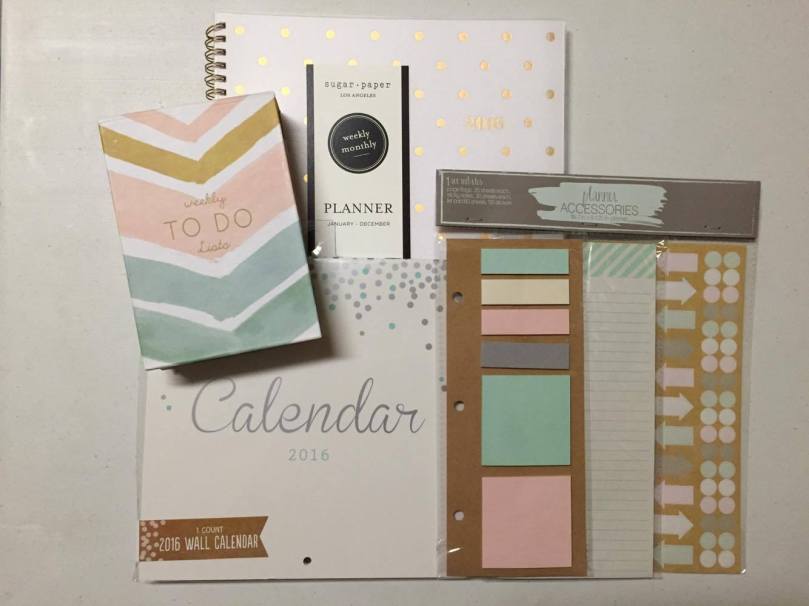 sugar·paper
LOS ANGELES
weekly
monthly
PLANNER
JANUARY - DECEMBER
2016
weekly
TO DO
Lists
planner
ACCESSORIES
Calendar
2016
1 COUNT
2016 WALL CALENDAR